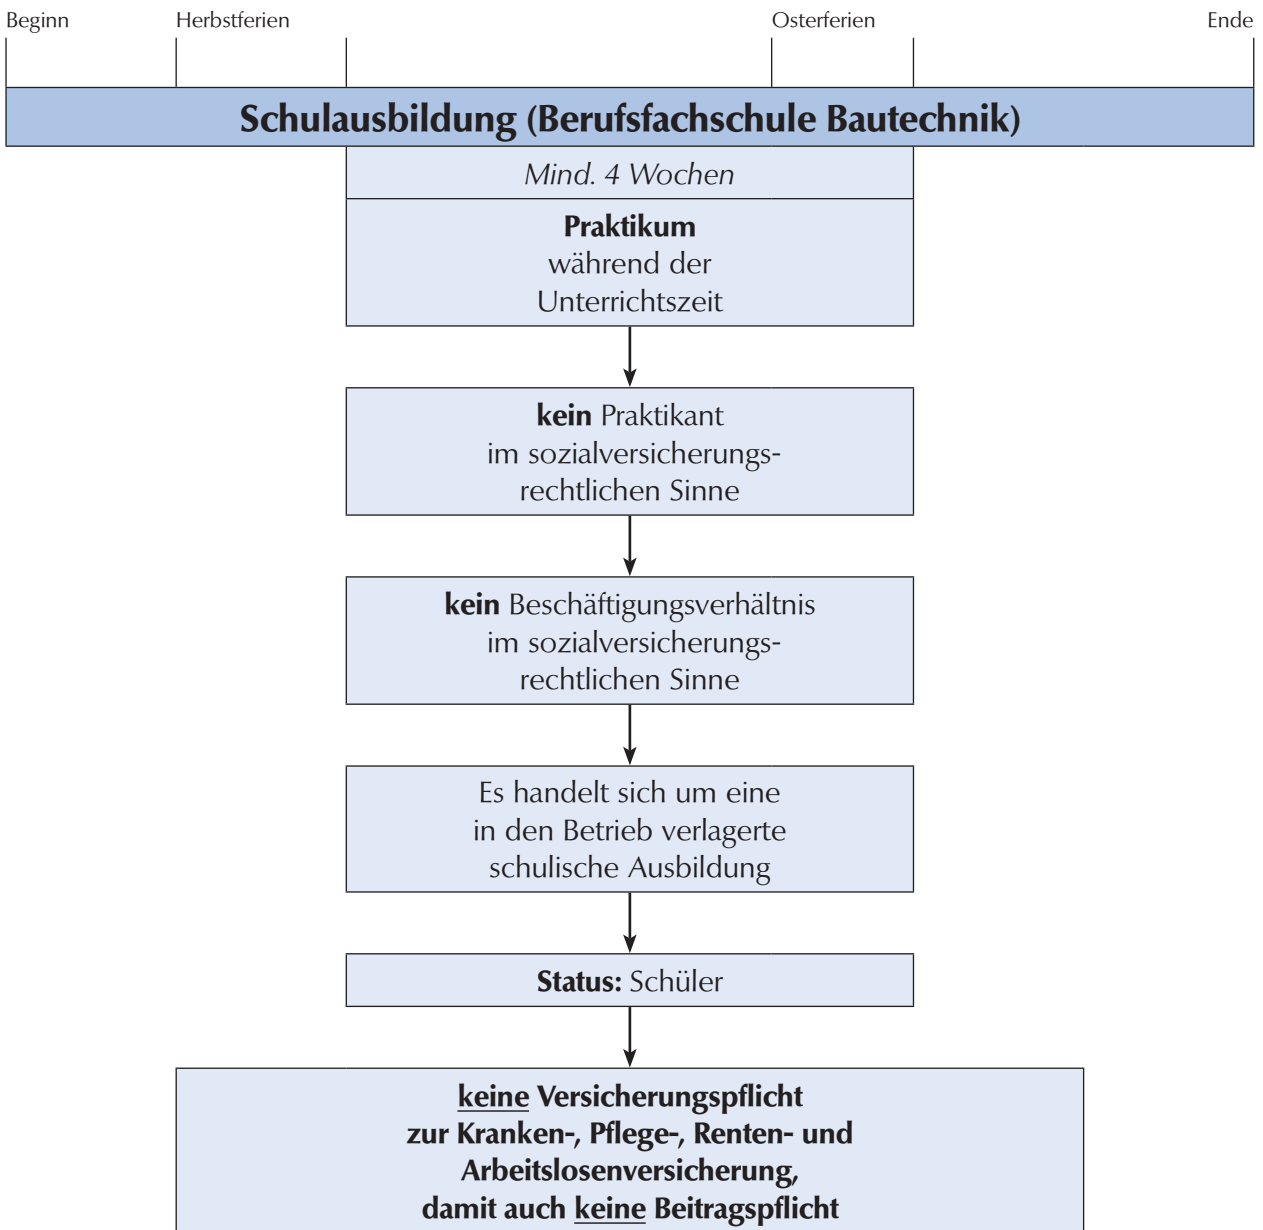 Beginn Herbstferien Osterferien Ende
Schulausbildung (Berufsfachschule Bautechnik)
Mind. 4 Wochen
Praktikum
während der
Unterrichtszeit
kein Praktikant
im sozialversicherungs-
rechtlichen Sinne
kein Beschäftigungsverhältnis
im sozialversicherungs-
rechtlichen Sinne
Es handelt sich um eine
in den Betrieb verlagerte
schulische Ausbildung
Status: Schüler
keine Versicherungspflicht
zur Kranken-, Pflege-, Renten- und
Arbeitslosenversicherung,
damit auch keine Beitragspflicht